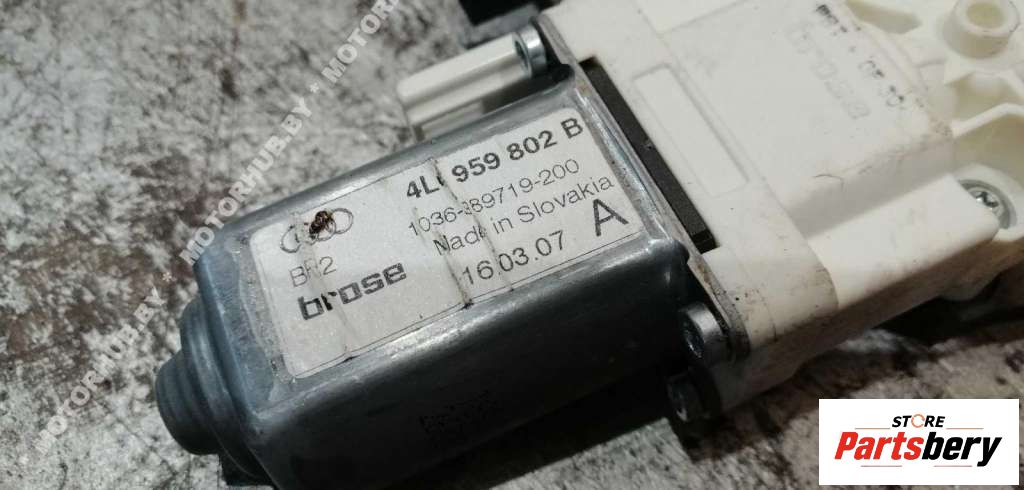 4L 959 802 B
1036-389719-200
Made in Slovakia
16.03.07 A
BR2
brose
MOTORHUB.BY * MOTORHUB.BY * MOTORHUB.BY
STORE
Partsbery